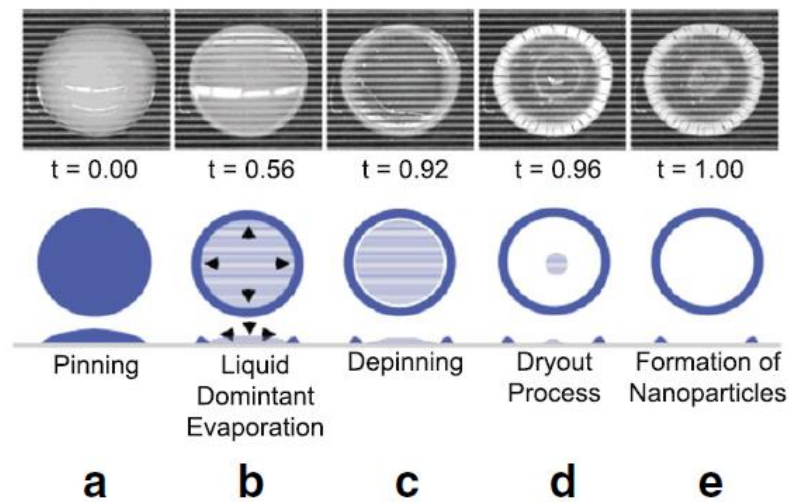 t = 0.00 t = 0.56 t = 0.92 t = 0.96 t = 1.00
Pinning Liquid Depinning Dryout Formation of
Domintant Process Nanoparticles
Evaporation
a b c d e